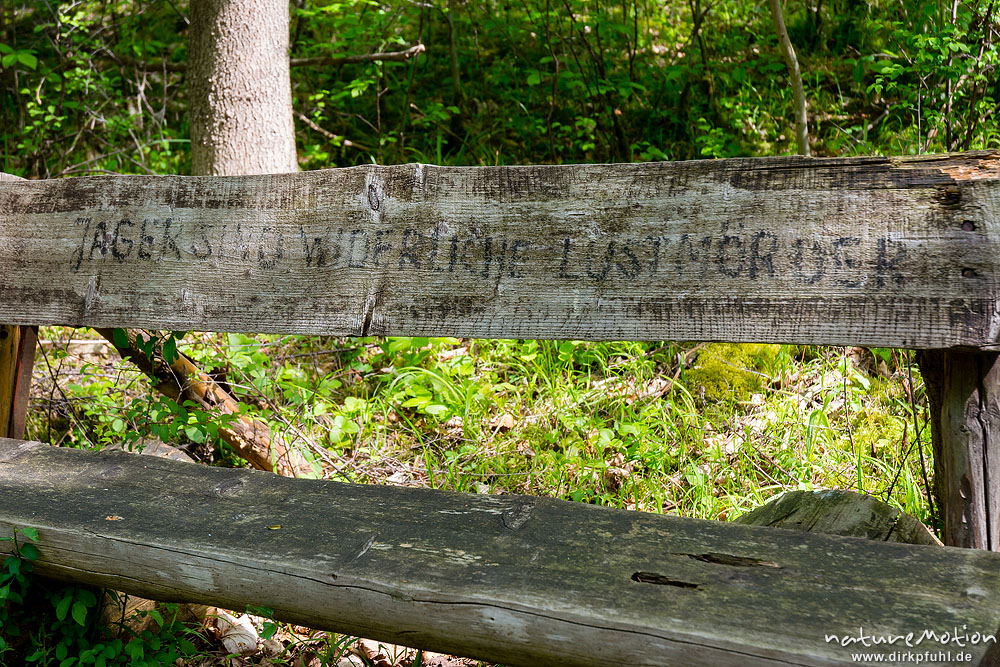 JÄGER SIND WIDERLICHE LUSTMÖRDER
natureMotion
www.dirkpfuhl.de